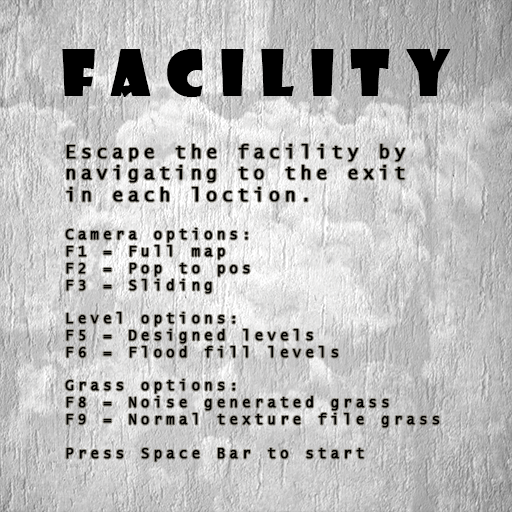 FACILITY
Escape the facility by
navigating to the exit
in each loction.
Camera options:
F1 = Full map
F2 = Pop to pos
F3 = Sliding
Level options:
F5 = Designed levels
F6 = Flood fill levels
Grass options:
F8 = Noise generated grass
F9 = Normal texture file grass
Press Space Bar to start